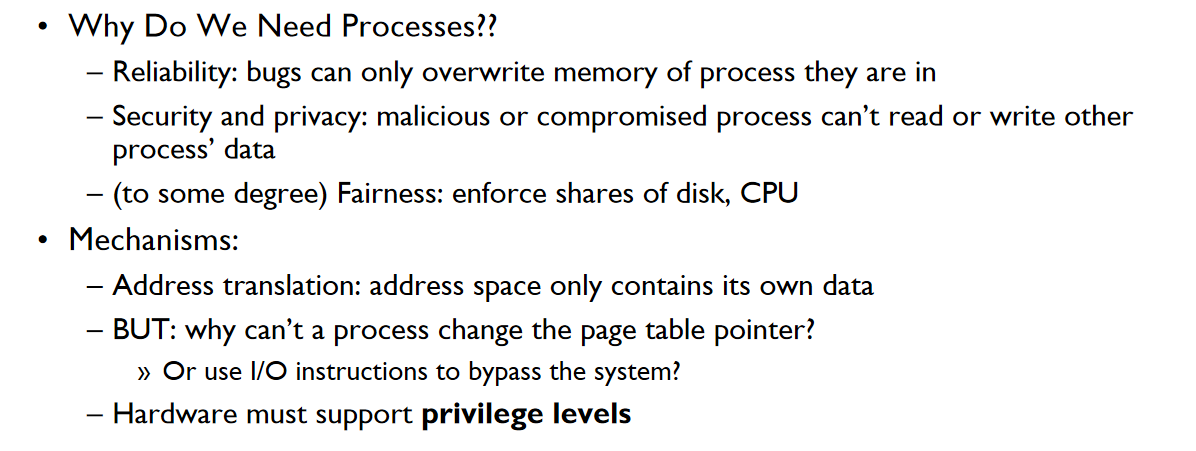 • Why Do We Need Processes??
– Reliability: bugs can only overwrite memory of process they are in
– Security and privacy: malicious or compromised process can’t read or write other
process’ data
– (to some degree) Fairness: enforce shares of disk, CPU
• Mechanisms:
– Address translation: address space only contains its own data
– BUT: why can’t a process change the page table pointer?
» Or use I/O instructions to bypass the system?
– Hardware must support privilege levels